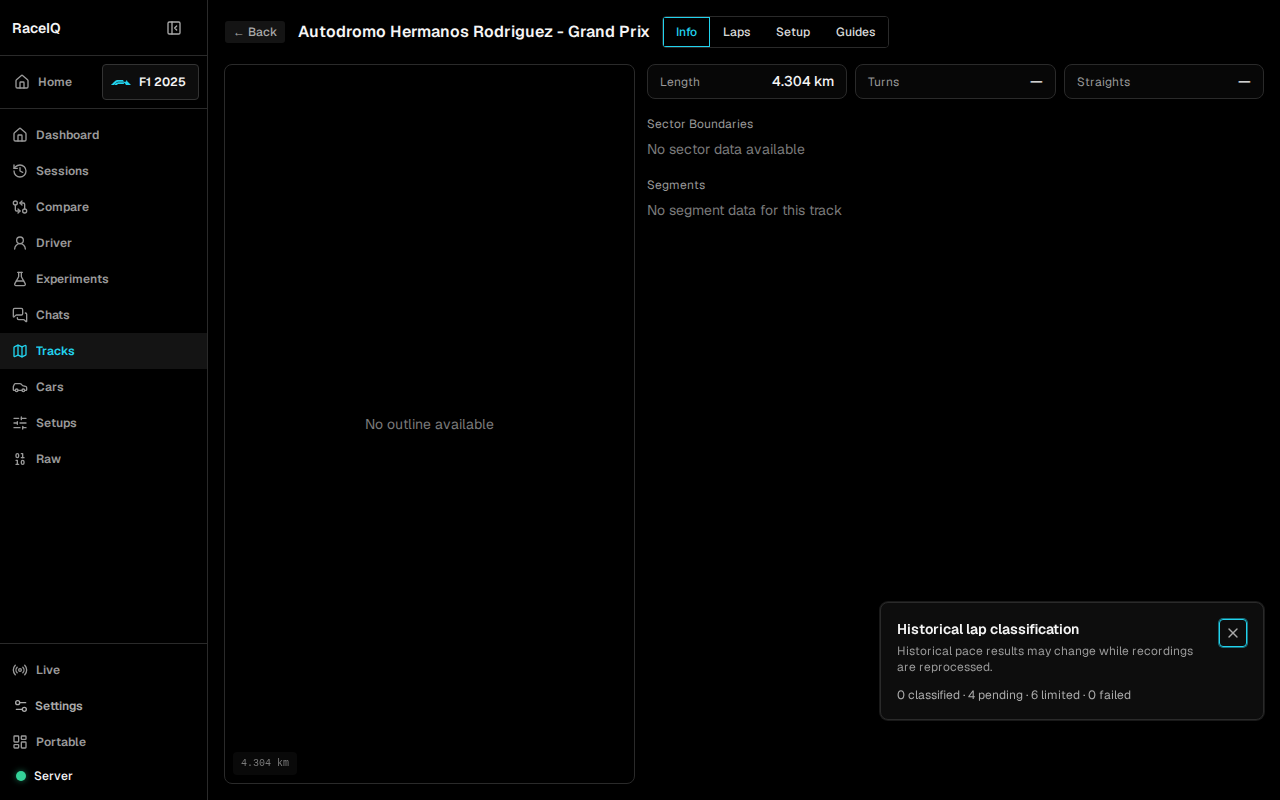 RaceIQ
Home
F1 2025
Dashboard
Sessions
Compare
Driver
Experiments
Chats
Tracks
Cars
Setups
Raw
Live
Settings
Portable
Server
← Back
Autodromo Hermanos Rodriguez - Grand Prix
Info
Laps
Setup
Guides
No outline available
4.304 km
Length
4.304 km
Turns
—
Straights
—
Sector Boundaries
No sector data available
Segments
No segment data for this track
Historical lap classification
Historical pace results may change while recordings
are reprocessed.
0 classified · 4 pending · 6 limited · 0 failed